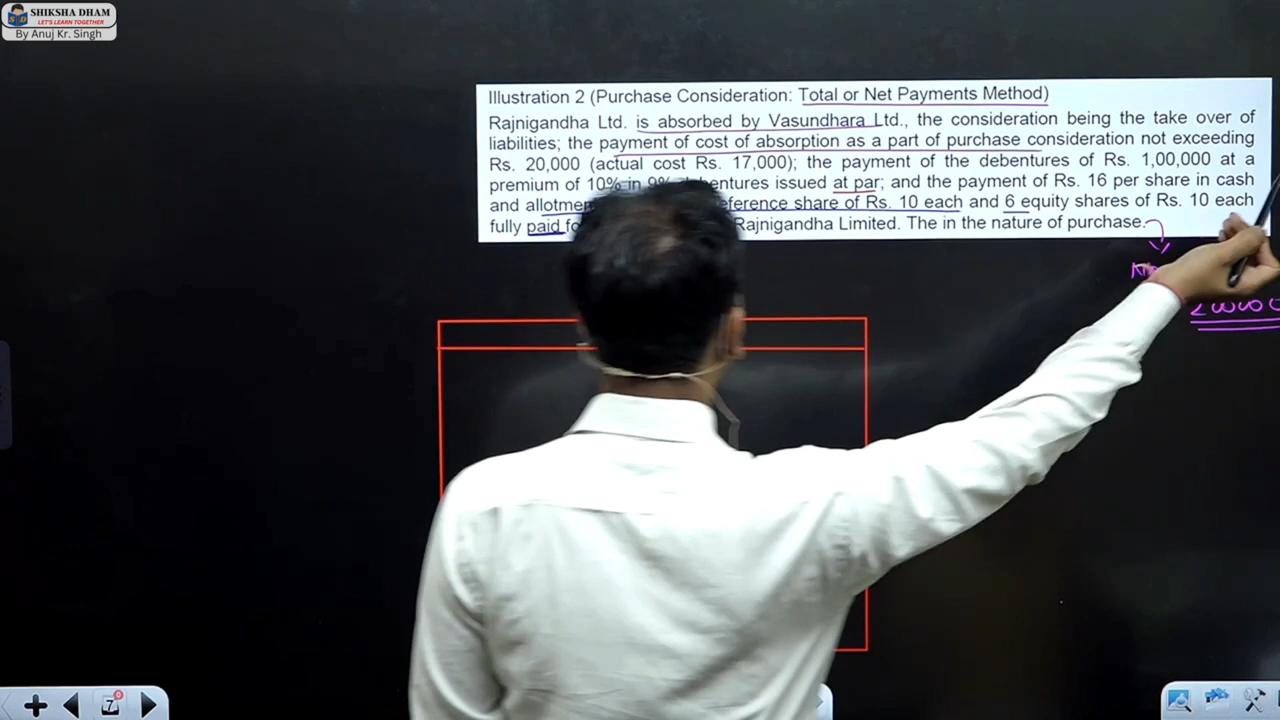 SHIKSHA DHAM
LET'S LEARN TOGETHER
By Anuj Kr. Singh
Illustration 2 (Purchase Consideration: Total or Net Payments Method)
Rajnigandha Ltd. is absorbed by Vasundhara Ltd., the consideration being the take over of
liabilities; the payment of cost of absorption as a part of purchase consideration not exceeding
Rs. 20,000 (actual cost Rs. 17,000); the payment of the debentures of Rs. 1,00,000 at a
premium of 10% in 9% issued at par; and the payment of Rs. 16 per share in cash
and share of Rs. 10 each and 6 equity shares of Rs. 10 each
fully paid Rajnigandha Limited. The in the nature of purchase.
7
0